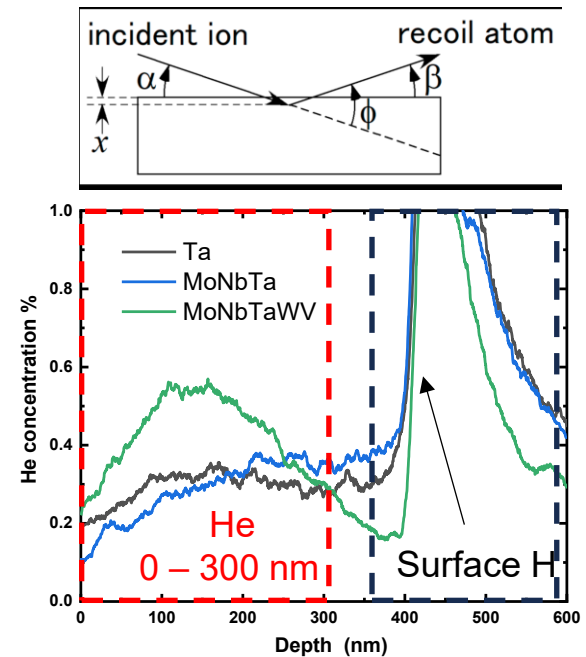 incident ion
recoil atom
α
β
ϕ
x
1.0
0.8
0.6
0.4
0.2
0.0
He concentration %
Ta
MoNbTa
MoNbTaWV
He
0 – 300 nm
Surface H
0 100 200 300 400 500 600
Depth (nm)